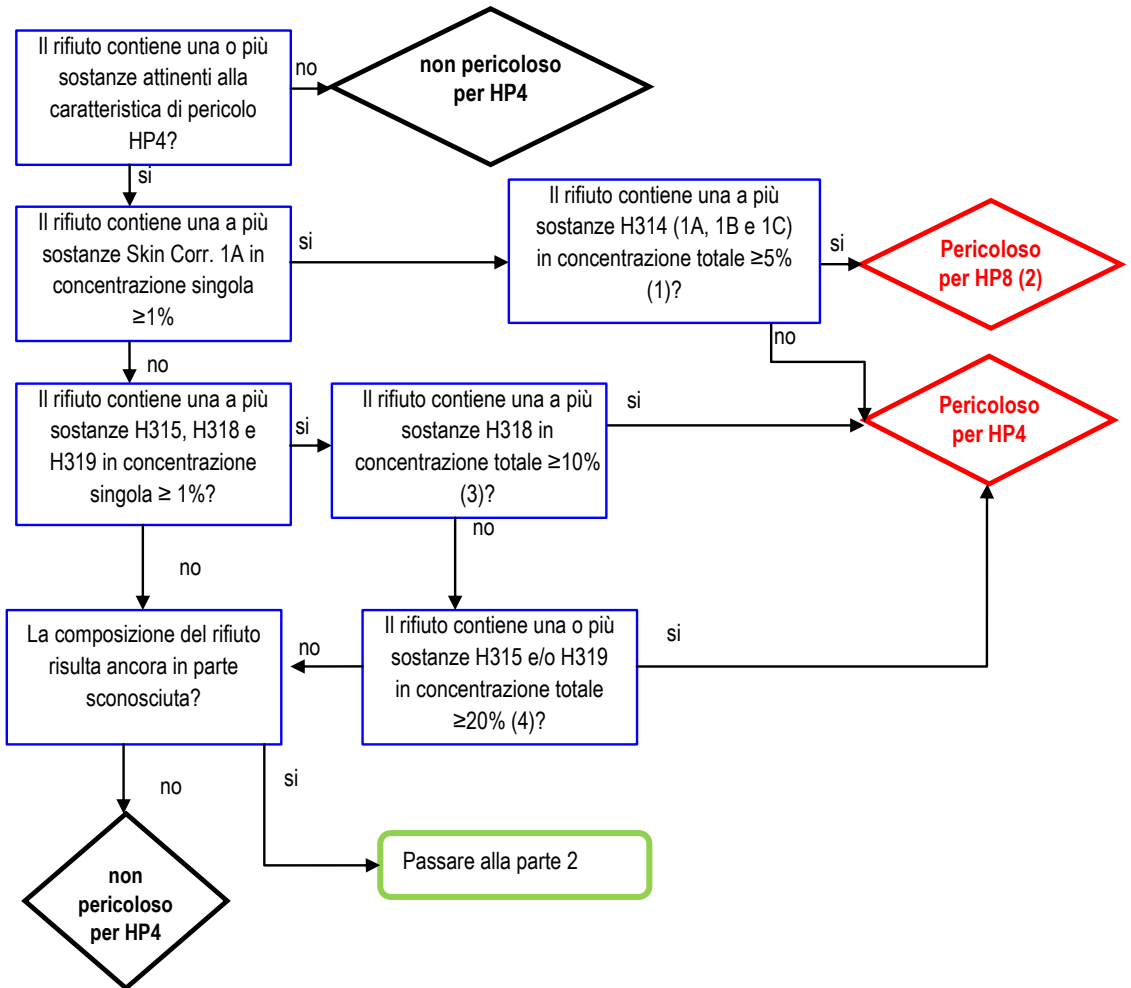 Il rifiuto contiene una o più
sostanze attinenti alla
caratteristica di pericolo
HP4?
no
non pericoloso
per HP4
si
Il rifiuto contiene una a più
sostanze Skin Corr. 1A in
concentrazione singola
≥1%
si
Il rifiuto contiene una a più
sostanze H314 (1A, 1B e 1C)
in concentrazione totale ≥5%
(1)?
si
Pericoloso
per HP8 (2)
no
no
Il rifiuto contiene una a più
sostanze H315, H318 e
H319 in concentrazione
singola ≥ 1%?
si
Il rifiuto contiene una a più
sostanze H318 in
concentrazione totale ≥10%
(3)?
si
Pericoloso
per HP4
no
no
La composizione del rifiuto
risulta ancora in parte
sconosciuta?
no
Il rifiuto contiene una o più
sostanze H315 e/o H319
in concentrazione totale
≥20% (4)?
si
no
si
non
pericoloso
per HP4
Passare alla parte 2